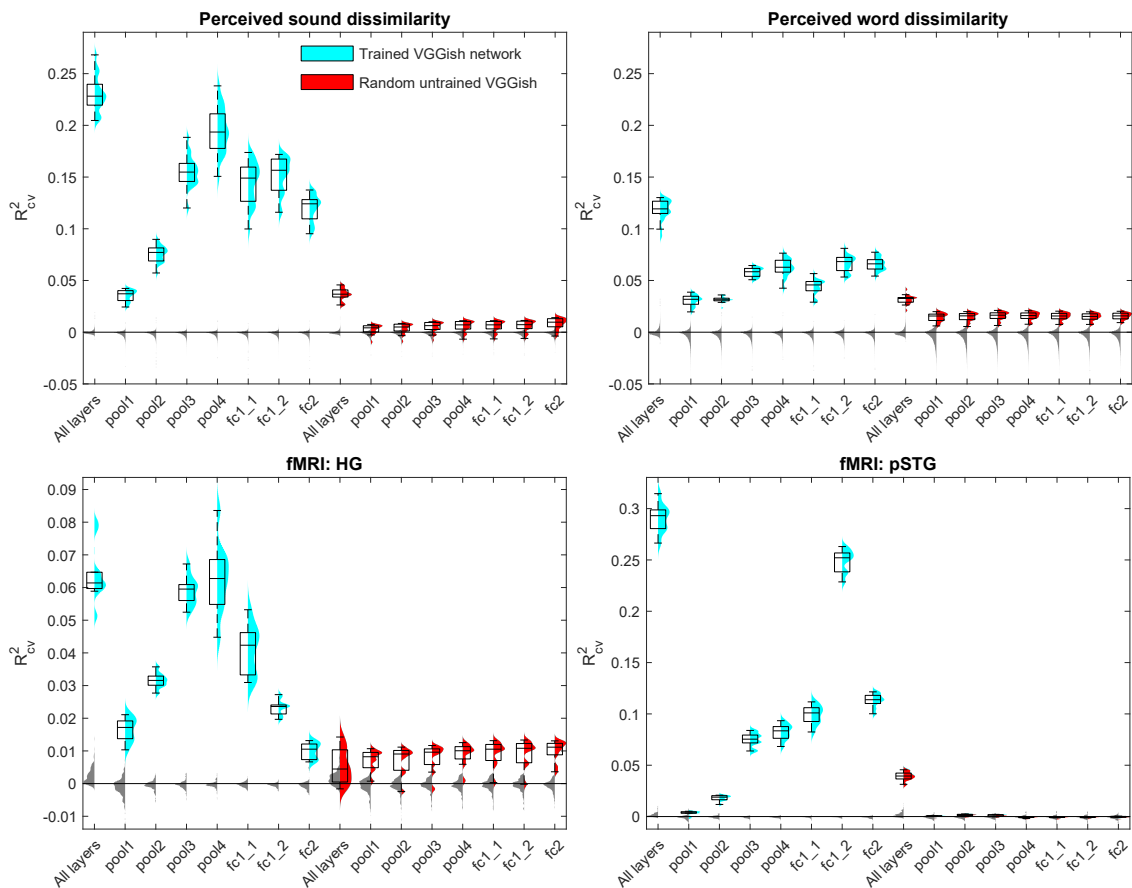 Perceived sound dissimilarity
Trained VGGish network
Random untrained VGGish
R²cv
0.25
0.2
0.15
0.1
0.05
0
-0.05
All layers pool1 pool2 pool3 pool4 fc1_1 fc1_2 fc2 All layers pool1 pool2 pool3 pool4 fc1_1 fc1_2 fc2
Perceived word dissimilarity
R²cv
0.25
0.2
0.15
0.1
0.05
0
-0.05
All layers pool1 pool2 pool3 pool4 fc1_1 fc1_2 fc2 All layers pool1 pool2 pool3 pool4 fc1_1 fc1_2 fc2
fMRI: HG
R²cv
0.09
0.08
0.07
0.06
0.05
0.04
0.03
0.02
0.01
0
-0.01
All layers pool1 pool2 pool3 pool4 fc1_1 fc1_2 fc2 All layers pool1 pool2 pool3 pool4 fc1_1 fc1_2 fc2
fMRI: pSTG
R²cv
0.3
0.25
0.2
0.15
0.1
0.05
0
All layers pool1 pool2 pool3 pool4 fc1_1 fc1_2 fc2 All layers pool1 pool2 pool3 pool4 fc1_1 fc1_2 fc2